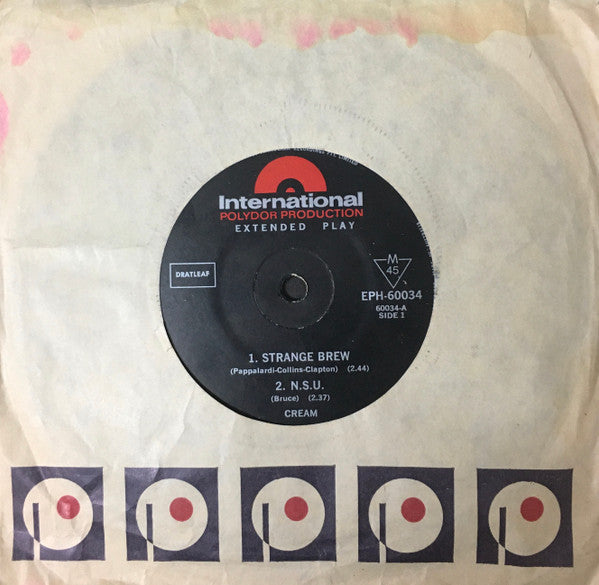 International
POLYDOR PRODUCTION
EXTENDED PLAY
DRATLEAF
M
45
EPH-60034
60034-A
SIDE 1
1. STRANGE BREW
(Pappalardi-Collins-Clapton) (2.44)
2. N.S.U.
(Bruce) (2.37)
CREAM